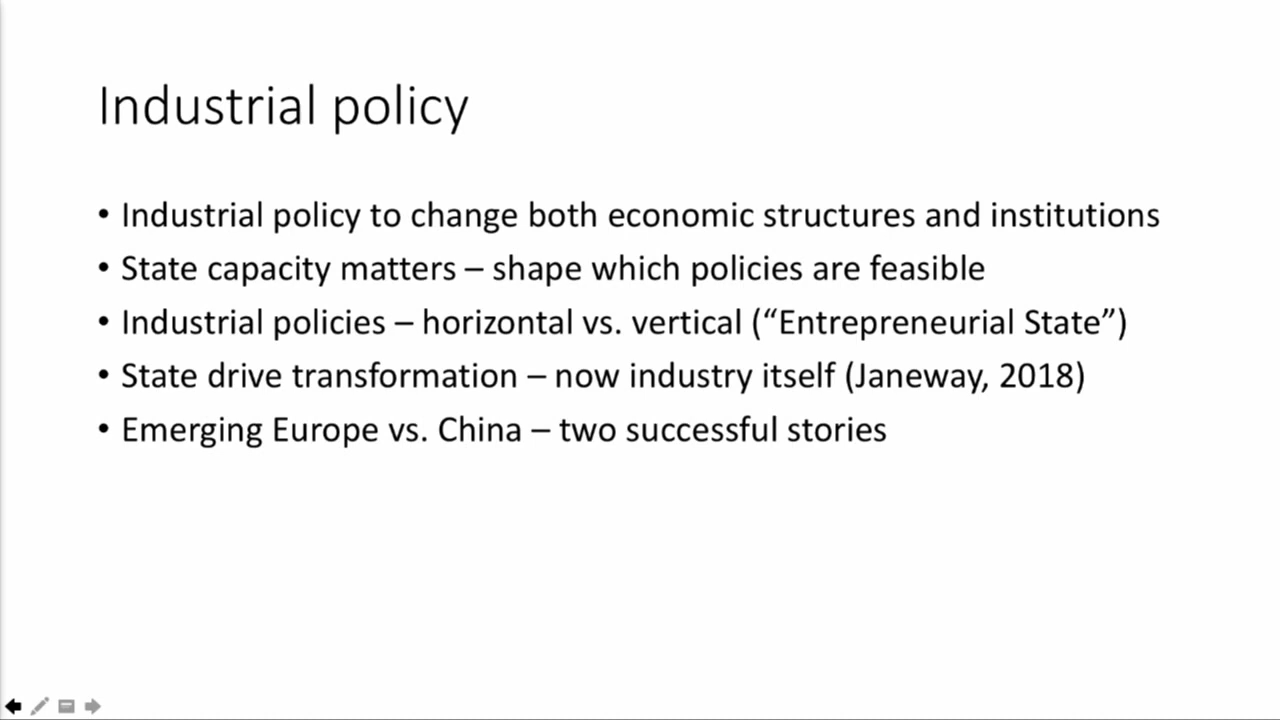 Industrial policy
• Industrial policy to change both economic structures and institutions
• State capacity matters – shape which policies are feasible
• Industrial policies – horizontal vs. vertical (“Entrepreneurial State”)
• State drive transformation – now industry itself (Janeway, 2018)
• Emerging Europe vs. China – two successful stories